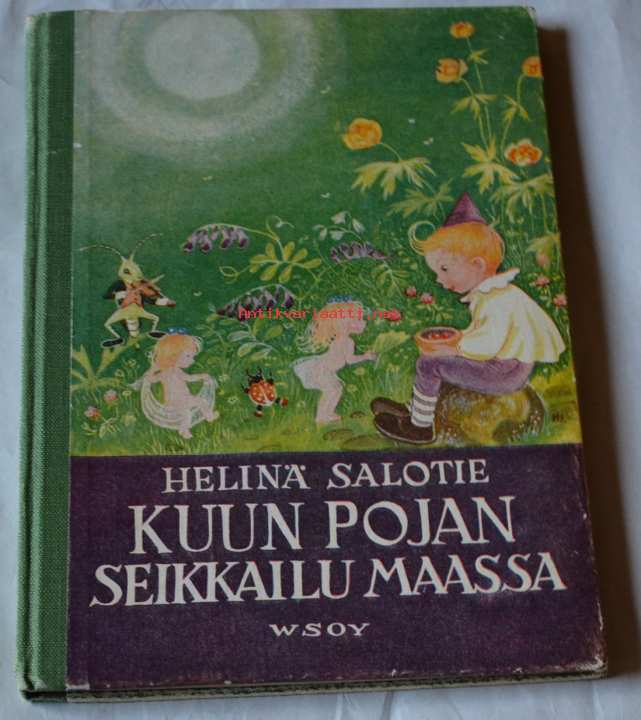 Antikvariaatti.net
HELINÄ SALOTIE
KUUN POJAN
SEIKKAILU MAASSA
WSOY